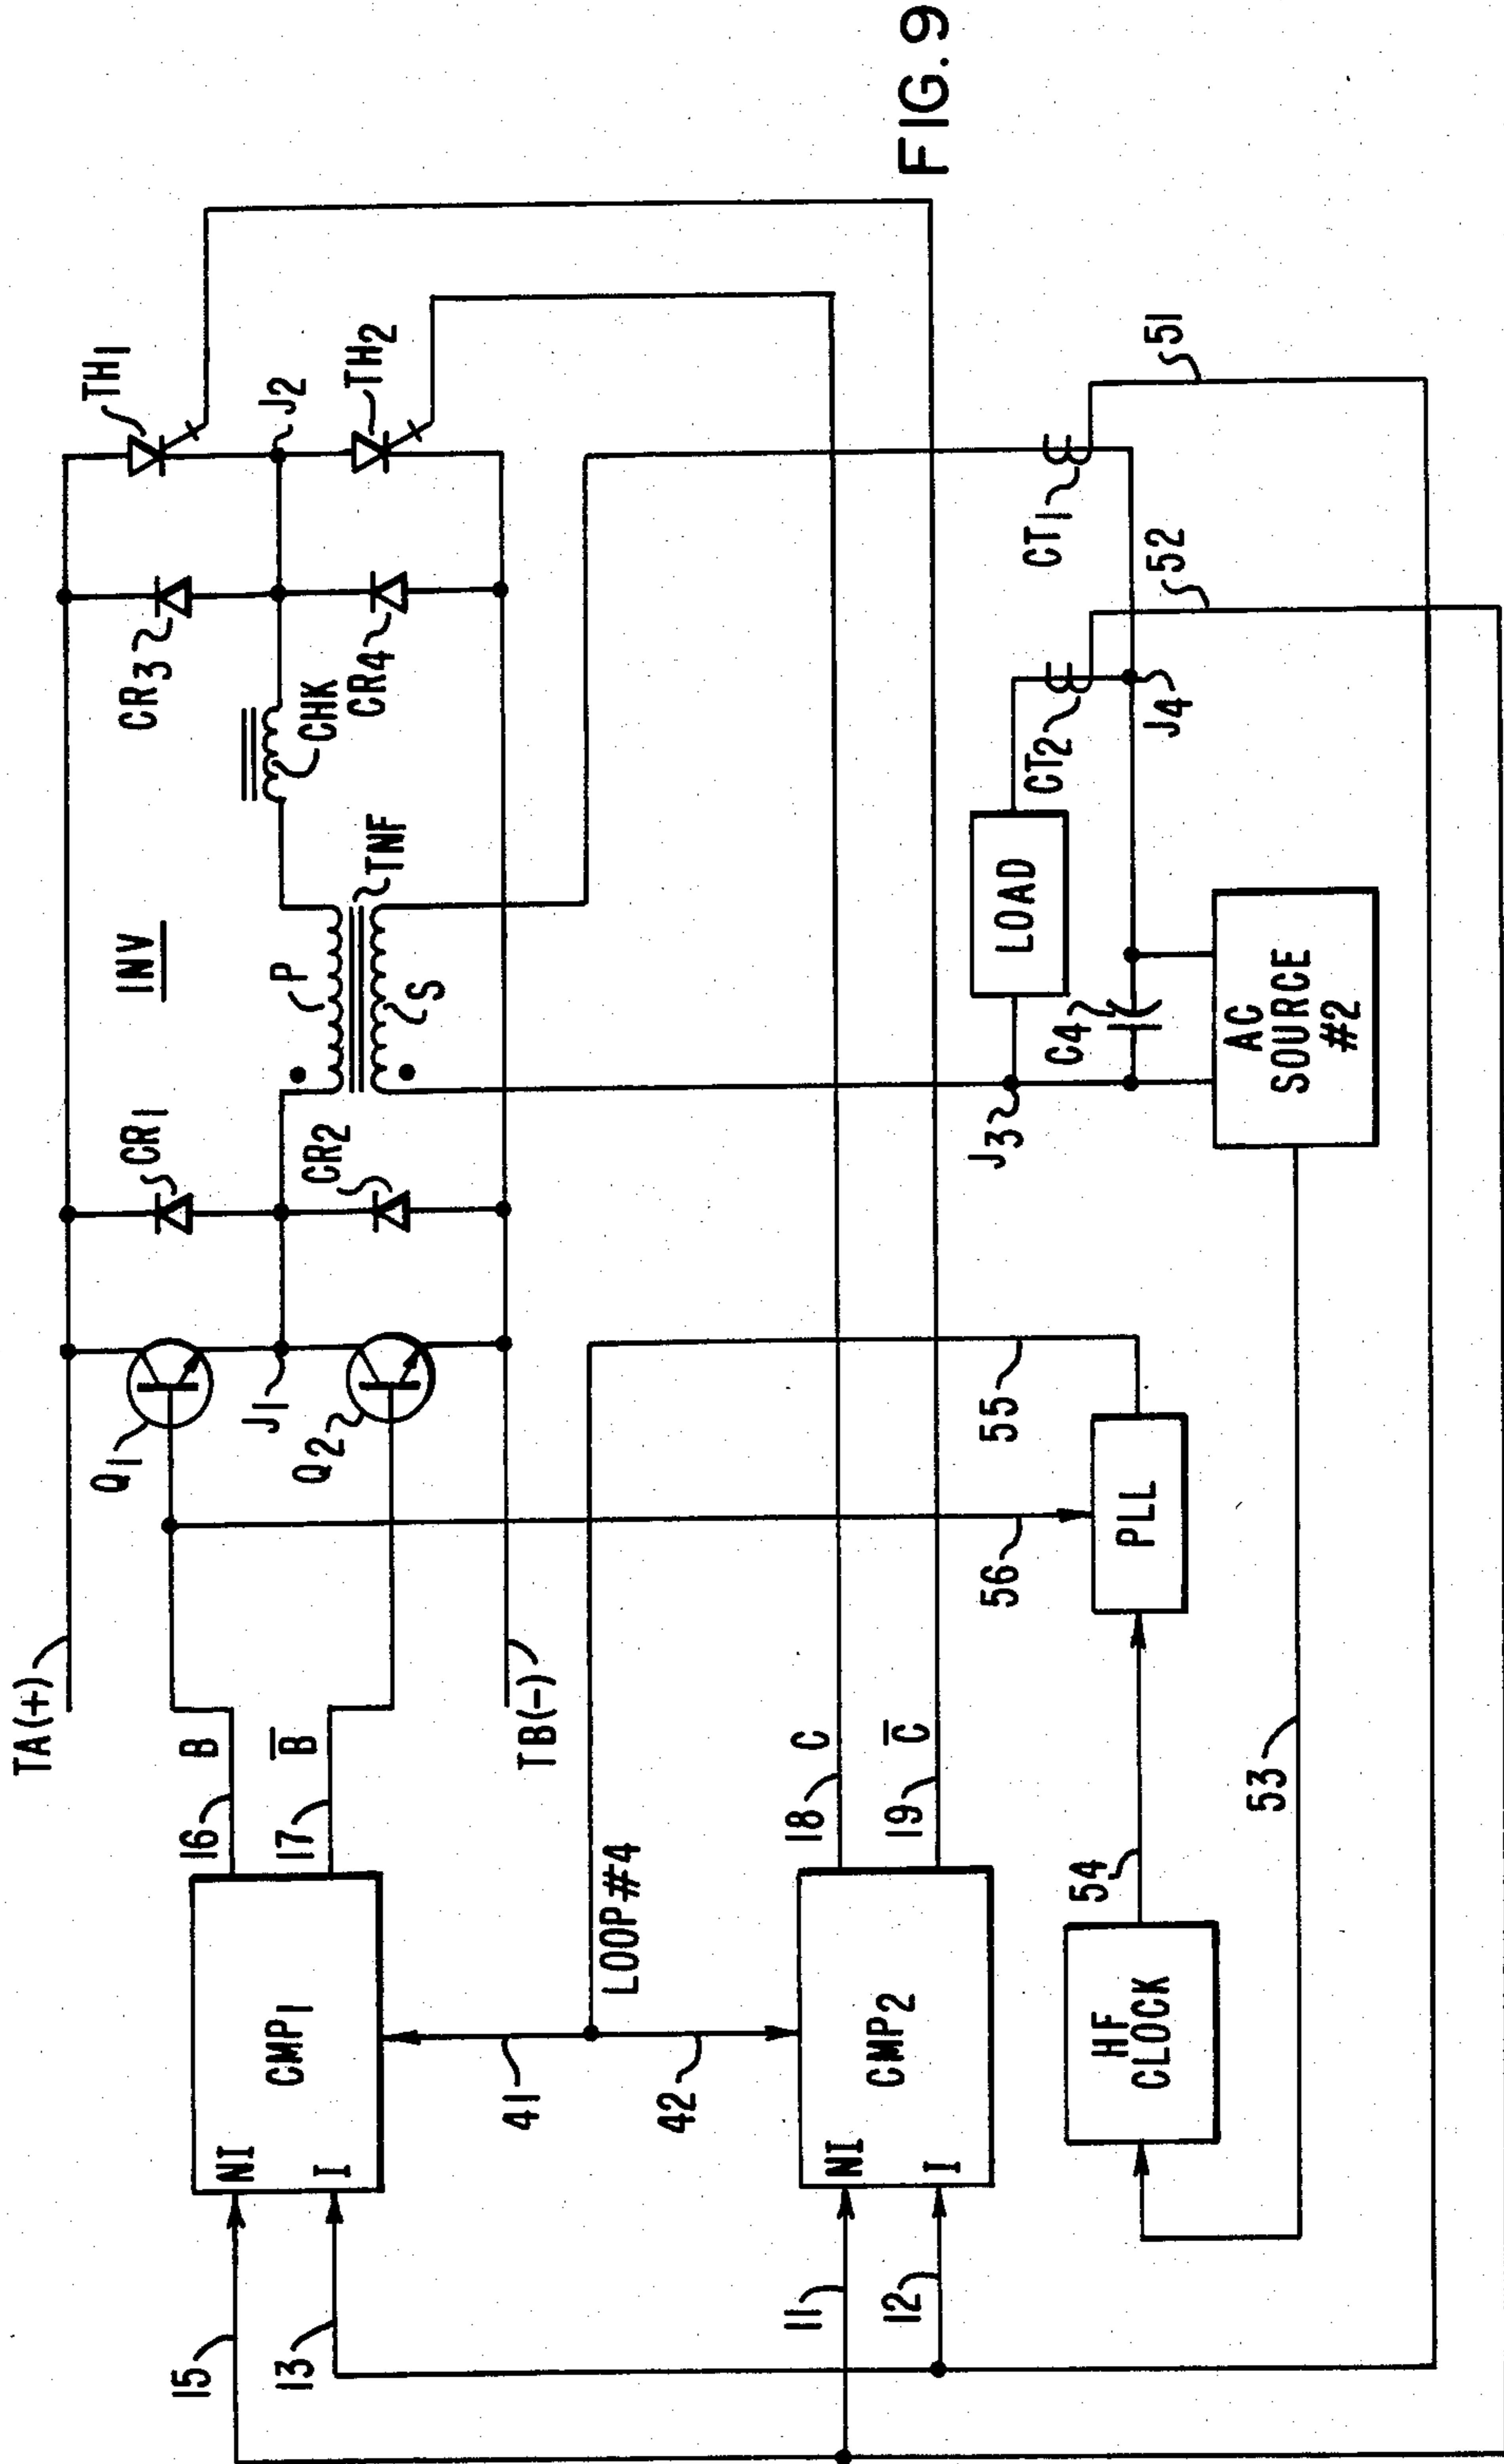 TA(+)
Q1
J1
Q2
TB(-)
CR1
CR2
INV
P
S
TNF
CHK
CR3
CR4
TH1
J2
TH2
15
13
NI
I
CMP1
16
B
17
B̅
41
42
LOOP #4
11
12
NI
I
CMP2
18
C
19
C̅
55
56
HF
CLOCK
54
PLL
53
J3
LOAD
C4
AC
SOURCE
#2
CT2
J4
52
CT1
51
FIG. 9